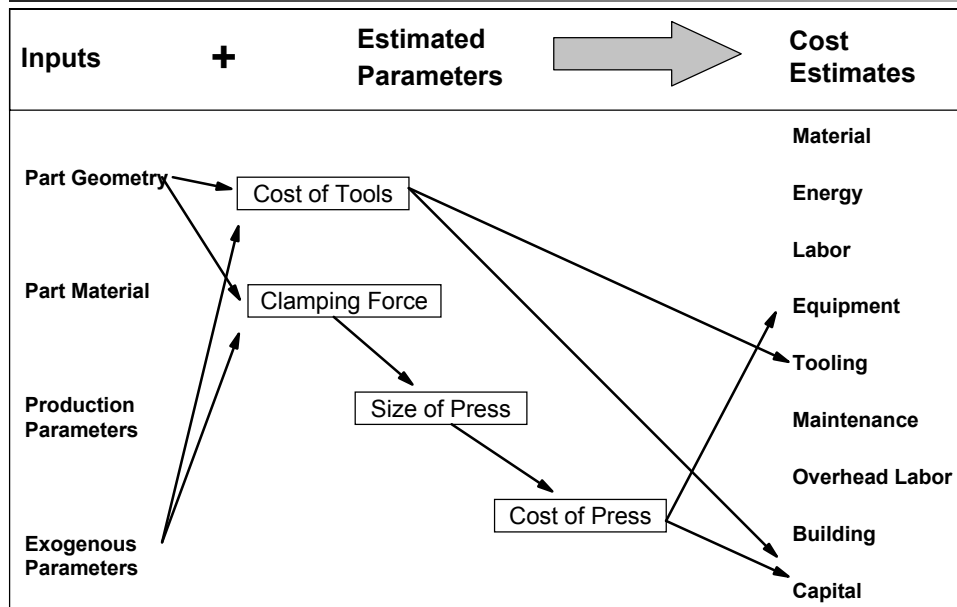 Inputs
+
Estimated
Parameters
Cost
Estimates
Part Geometry
Part Material
Production
Parameters
Exogenous
Parameters
Cost of Tools
Clamping Force
Size of Press
Cost of Press
Material
Energy
Labor
Equipment
Tooling
Maintenance
Overhead Labor
Building
Capital